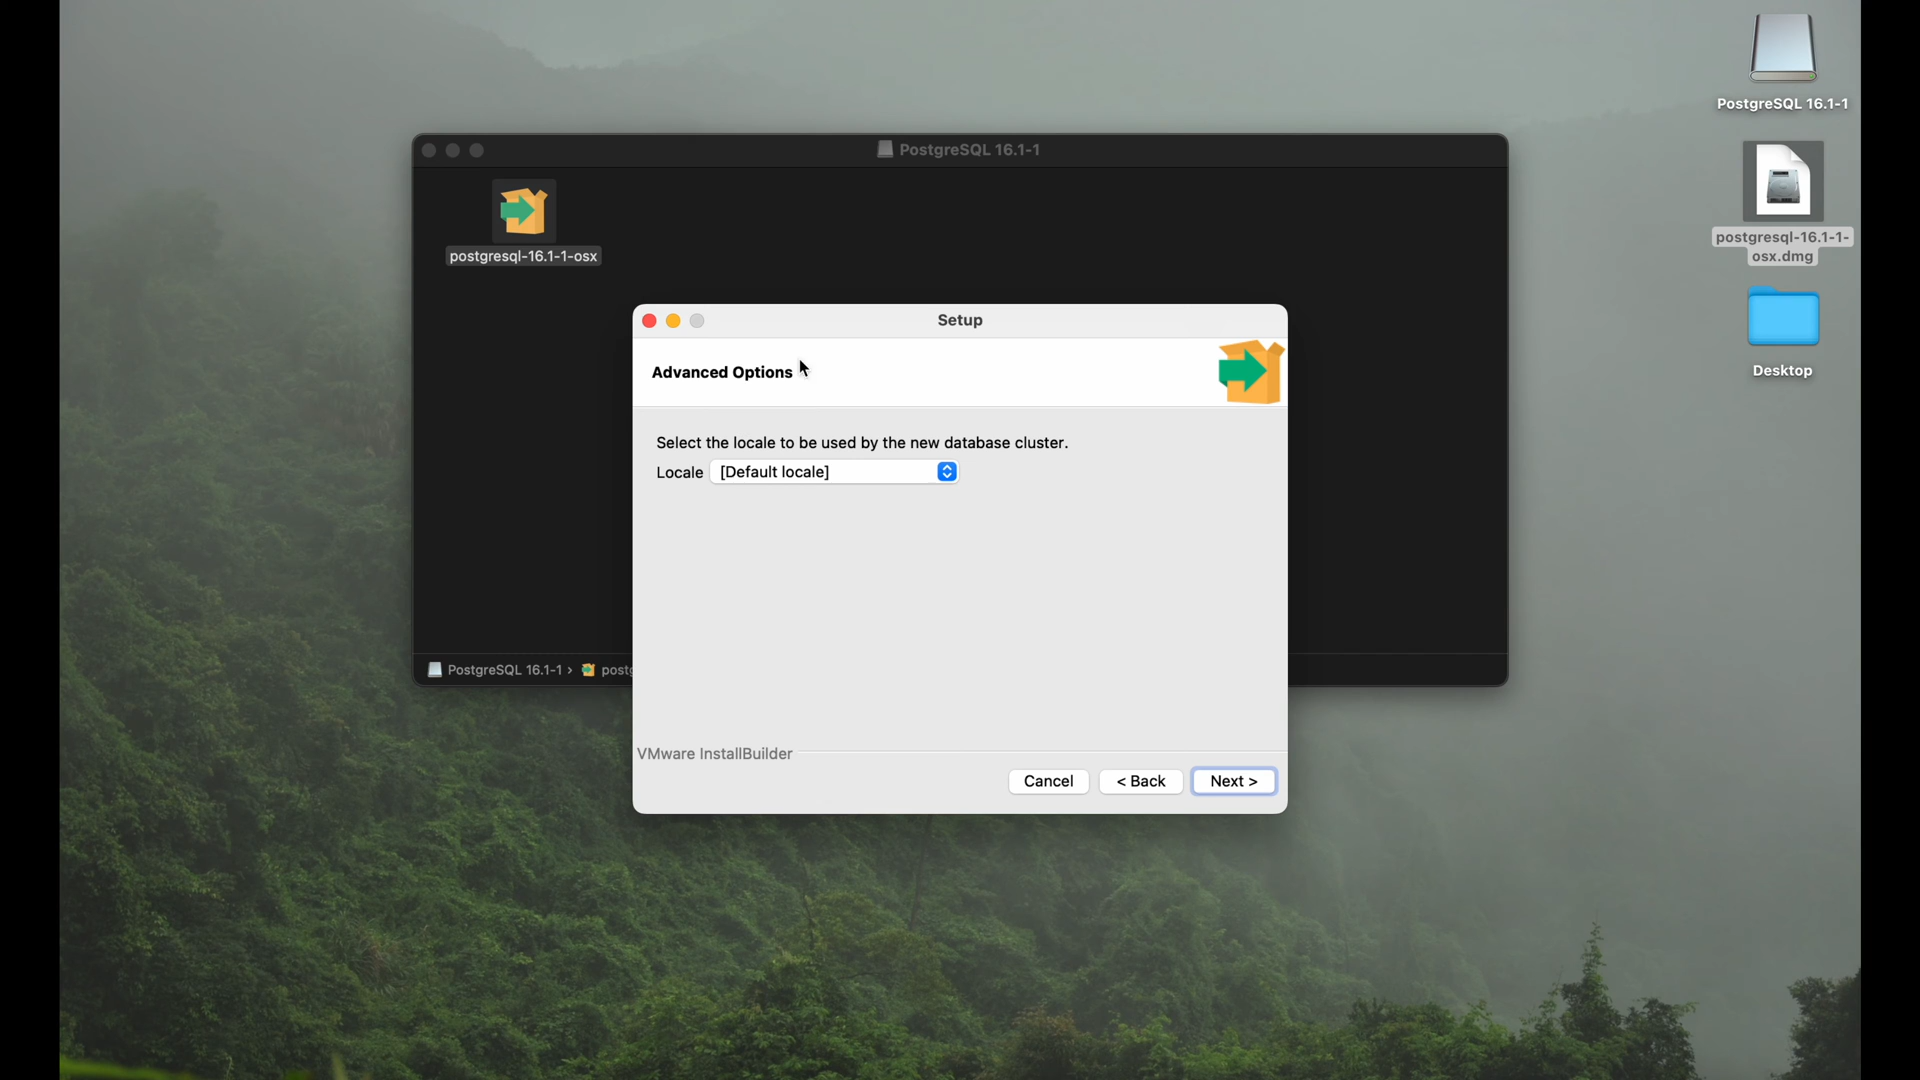 PostgreSQL 16.1-1
PostgreSQL 16.1-1
postgresql-16.1-1-osx
postgresql-16.1-1-
osx.dmg
Desktop
Setup
Advanced Options
Select the locale to be used by the new database cluster.
Locale [Default locale]
PostgreSQL 16.1-1 › postg
VMware InstallBuilder
Cancel < Back Next >